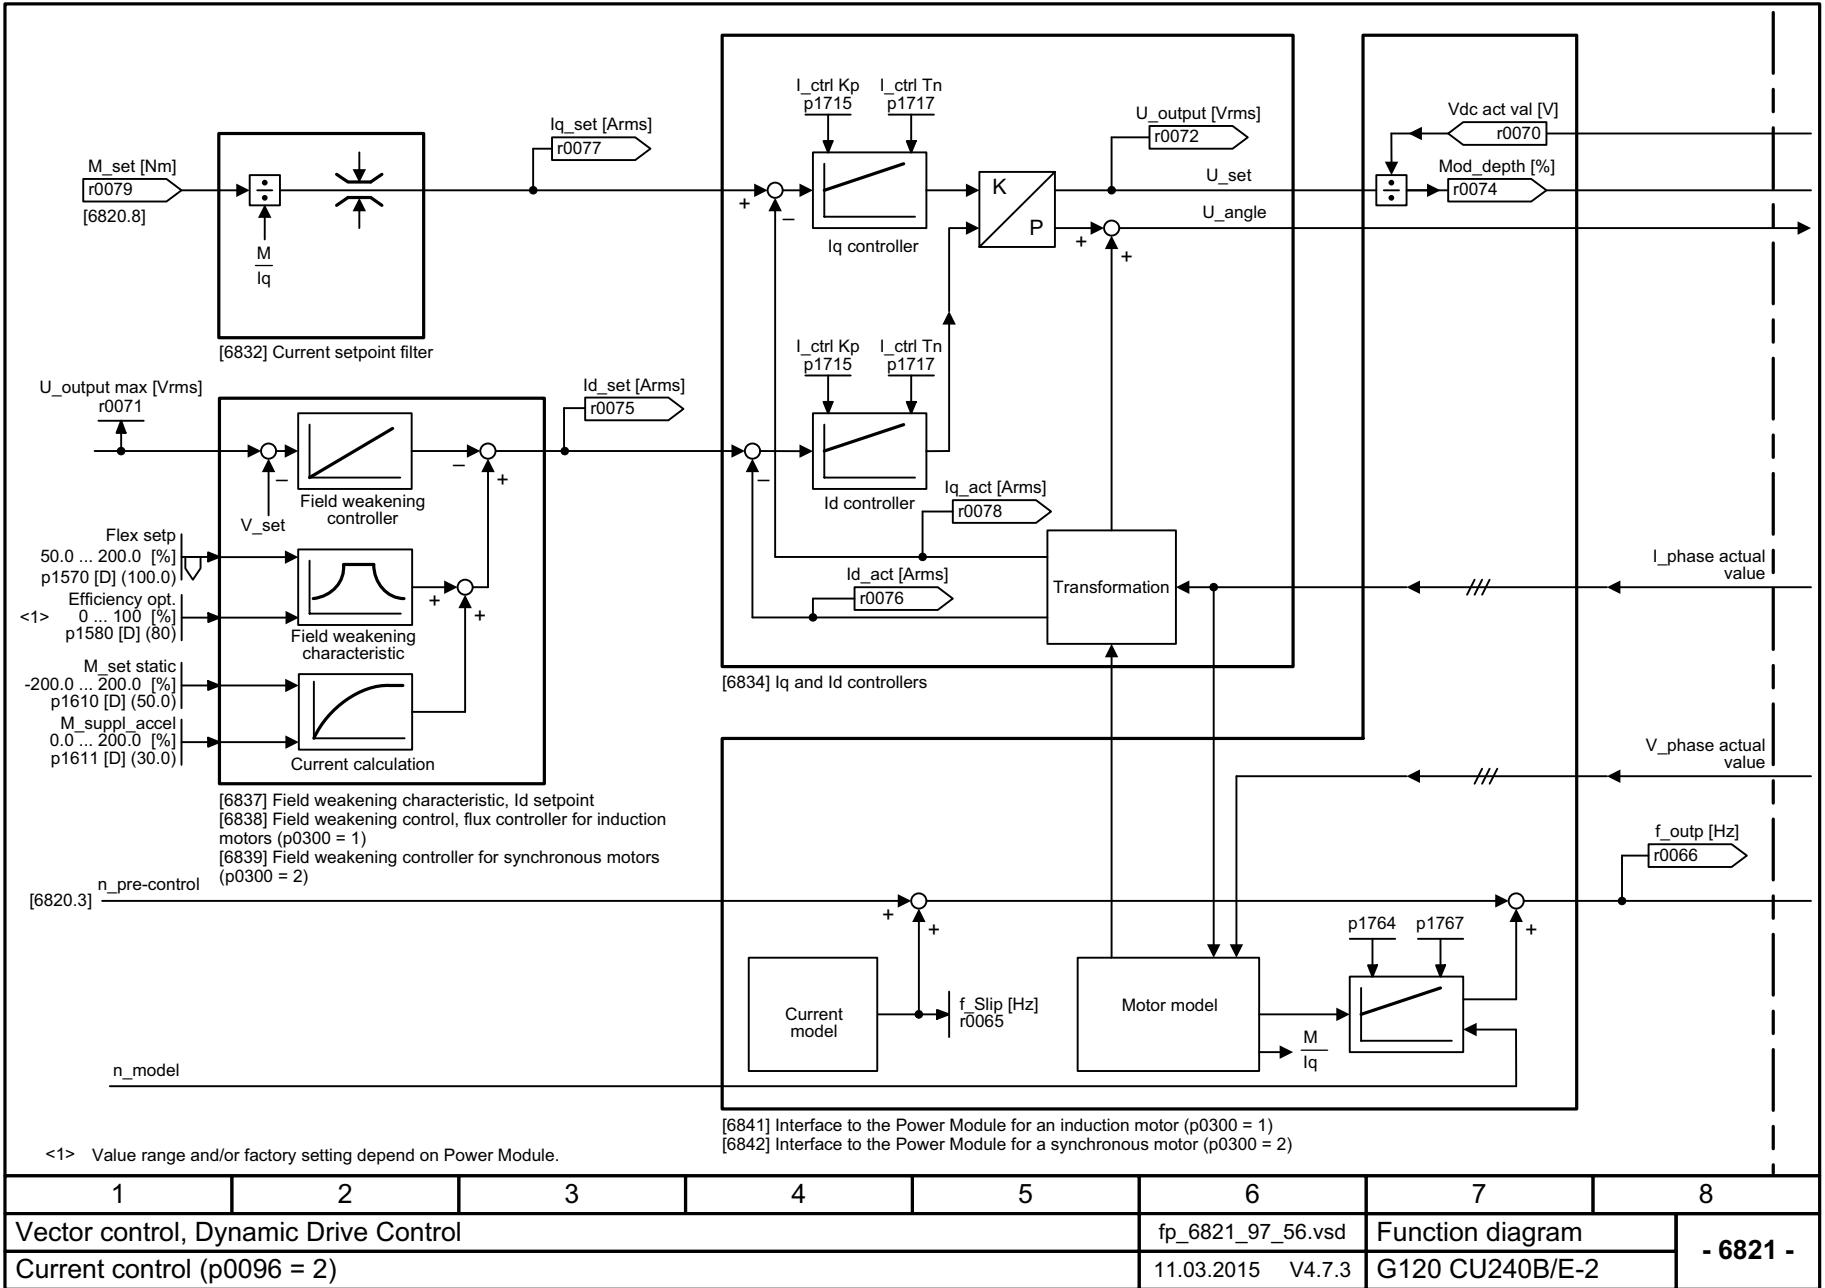 I_ctrl Kp
p1715
I_ctrl Tn
p1717
Iq_set [Arms]
r0077
U_output [Vrms]
r0072
Vdc act val [V]
r0070
M_set [Nm]
r0079
[6820.8]
÷
M
Iq
+
–
K
P
Iq controller
U_set
U_angle
+
+
÷
Mod_depth [%]
r0074
[6832] Current setpoint filter
I_ctrl Kp
p1715
I_ctrl Tn
p1717
U_output max [Vrms]
r0071
Id_set [Arms]
r0075
–
V_set
Field weakening
controller
–
+
–
Id controller
Iq_act [Arms]
r0078
Id_act [Arms]
r0076
Transformation
I_phase actual
value
Flex setp
50.0 ... 200.0 [%]
p1570 [D] (100.0)
Efficiency opt.
<1> 0 ... 100 [%]
p1580 [D] (80)
Field weakening
characteristic
+
+
M_set static
-200.0 ... 200.0 [%]
p1610 [D] (50.0)
M_suppl_accel
0.0 ... 200.0 [%]
p1611 [D] (30.0)
Current calculation
[6834] Iq and Id controllers
V_phase actual
value
[6837] Field weakening characteristic, Id setpoint
[6838] Field weakening control, flux controller for induction
motors (p0300 = 1)
[6839] Field weakening controller for synchronous motors
(p0300 = 2)
f_outp [Hz]
r0066
n_pre-control
[6820.3]
+
+
p1764
p1767
+
Current
model
f_Slip [Hz]
r0065
Motor model
M
Iq
n_model
[6841] Interface to the Power Module for an induction motor (p0300 = 1)
[6842] Interface to the Power Module for a synchronous motor (p0300 = 2)
<1> Value range and/or factory setting depend on Power Module.
1 2 3 4 5 6 7 8
Vector control, Dynamic Drive Control
fp_6821_97_56.vsd
Function diagram
- 6821 -
Current control (p0096 = 2)
11.03.2015 V4.7.3
G120 CU240B/E-2